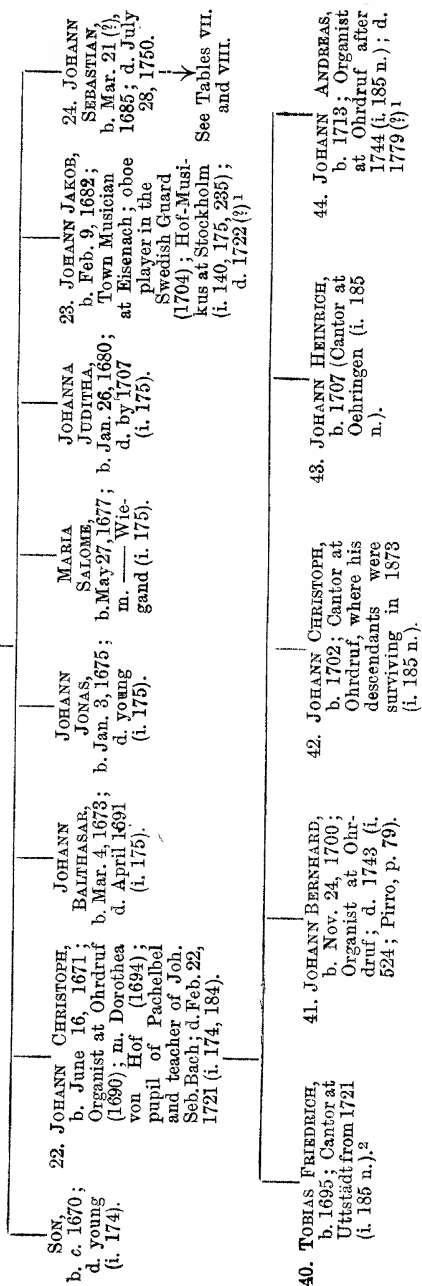 SON,
b. c. 1670;
d. young
(i. 174).
22. JOHANN CHRISTOPH,
b. June 16, 1671;
Organist at Ohrdruf
(1690); m. Dorothea
von Hof (1694);
pupil of Pachelbel
and teacher of Joh.
Seb. Bach; d. Feb. 22,
1721 (i. 174, 184).
JOHANN
BALTHASAR,
b. Mar. 4, 1673;
d. April 1691
(i. 175).
JOHANN
JONAS,
b. Jan. 3, 1675;
d. young
(i. 175).
MARIA
SALOME,
b. May 27, 1677;
m. —— Wie-
gand (i. 175).
JOHANNA
JUDITHA,
b. Jan. 26, 1680;
d. by 1707
(i. 175).
23. JOHANN JAKOB,
b. Feb. 9, 1682;
Town Musician
at Eisenach; oboe
player in the
Swedish Guard
(1704); Hof-Musi-
kus at Stockholm
(i. 140, 175, 235);
d. 1722 (?) 1
24. JOHANN
SEBASTIAN,
b. Mar. 21 (?),
1685; d. July
28, 1750.
See Tables VII.
and VIII.
40. TOBIAS FRIEDRICH,
b. 1695; Cantor at
Uttstädt from 1721
(i. 185 n.).2
41. JOHANN BERNHARD,
b. Nov. 24, 1700;
Organist at Ohr-
druf; d. 1743 (i.
524; Pirro, p. 79).
42. JOHANN CHRISTOPH,
b. 1702; Cantor at
Ohrdruf, where his
descendants were
surviving in 1873
(i. 185 n.).
43. JOHANN HEINRICH,
b. 1707 (Cantor at
Oehringen (i. 185
n.).
44. JOHANN ANDREAS,
b. 1713; Organist
at Ohrdruf after
1744 (i. 185 n.); d.
1779 (?) 1